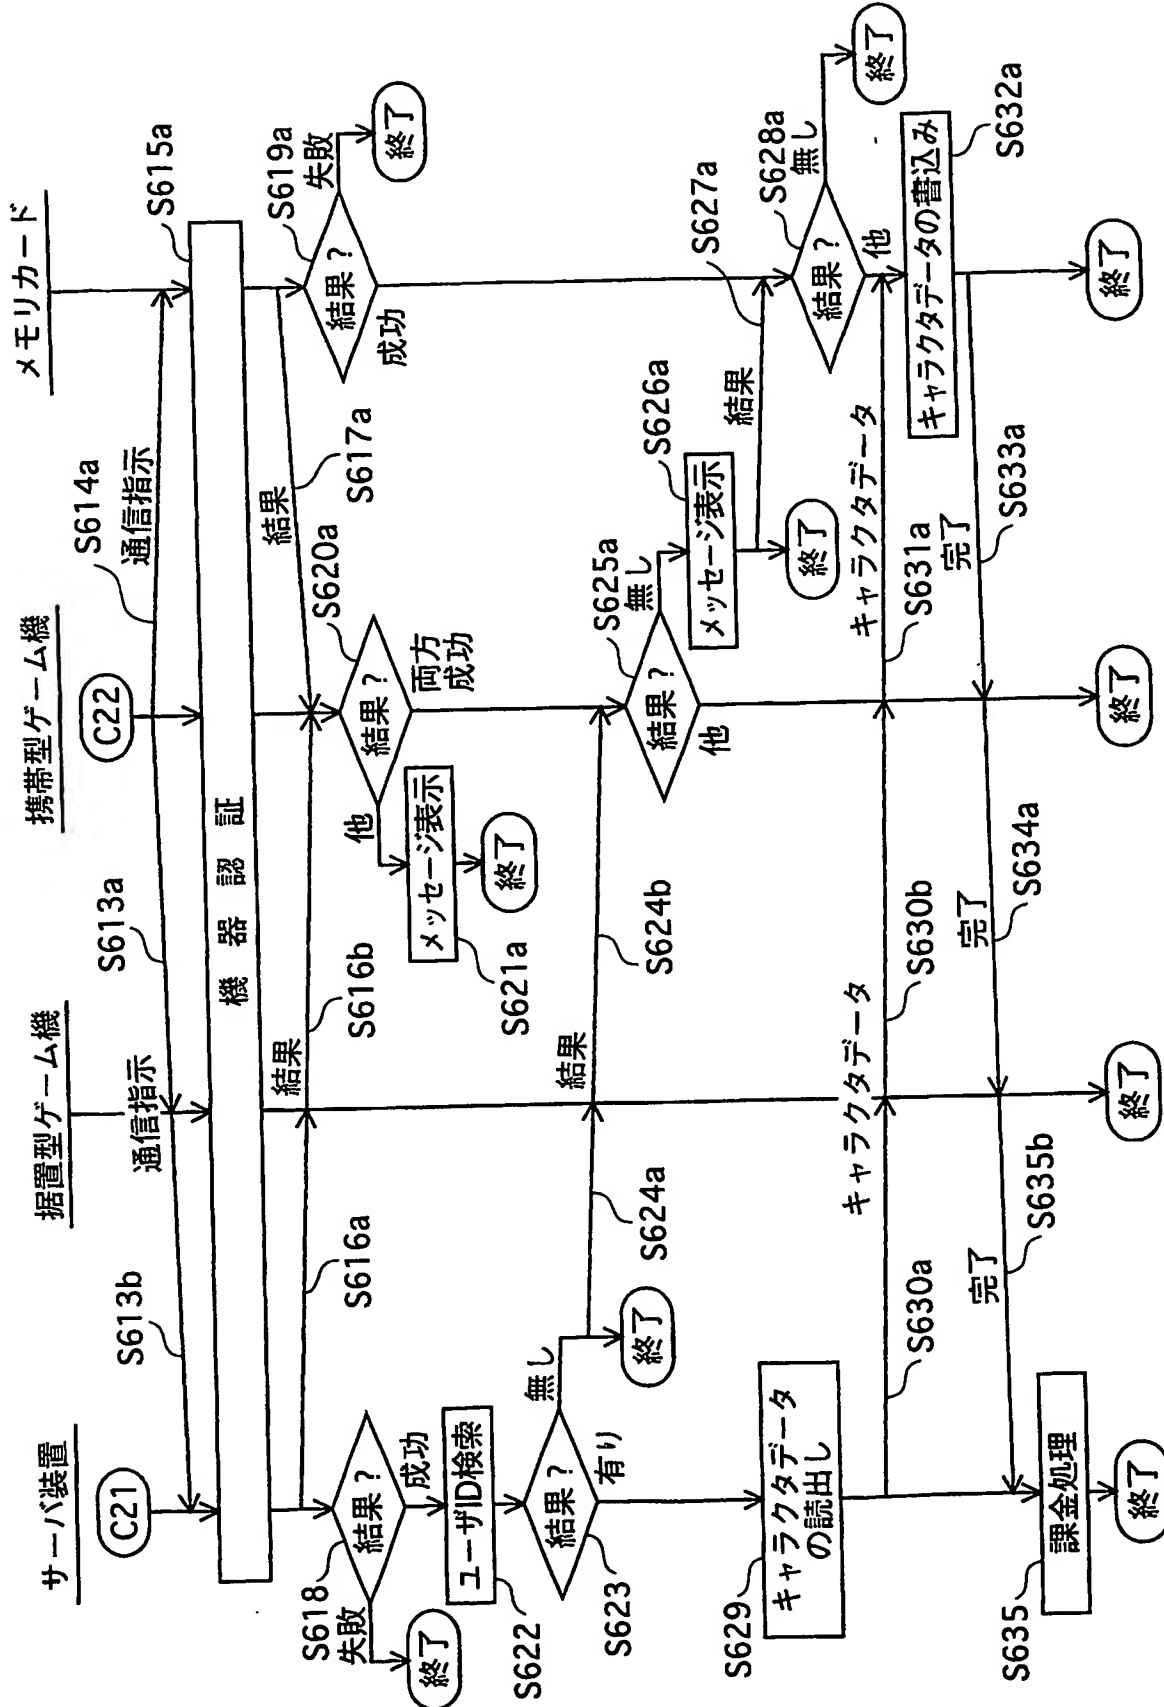 サーバ装置
据置型ゲーム機
携帯型ゲーム機
メモリカード
C21
C22
S613b
通信指示
S613a
S614a
通信指示
S615a
機器認証
S616a
結果
S616b
結果
S617a
S618
結果?
失敗
成功
終了
S620a
結果?
他
両方
成功
S619a
結果?
失敗
成功
終了
メッセージ表示
S621a
終了
ユーザID検索
S622
結果?
S623
無し
有り
終了
S624a
結果
S624b
S625a
結果?
無し
他
メッセージ表示
S626a
終了
結果
S627a
S628a
結果?
無し
他
終了
S629
キャラクタデータ
の読出し
キャラクタデータ
S630a
S630b
キャラクタデータ
S631a
キャラクタデータの書込み
S632a
完了
S633a
完了
S634a
完了
S635b
課金処理
S635
終了
終了
終了
終了